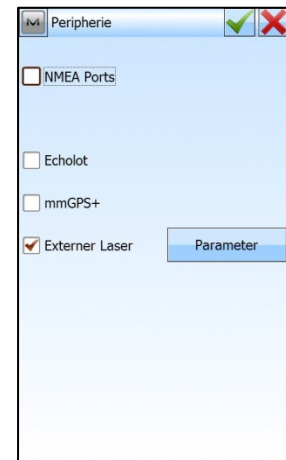 Peripherie
NMEA Ports
Echolot
mmGPS+
Externer Laser
Parameter